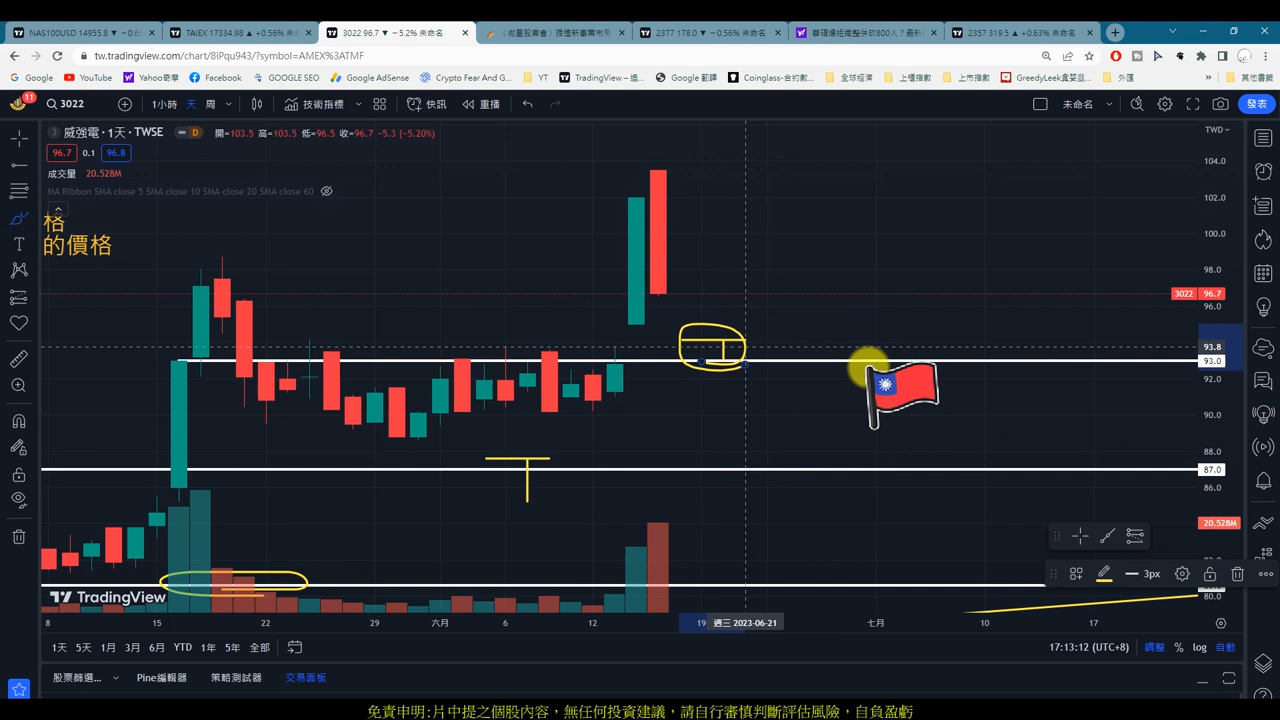 NAS100USD 14955.8 ▼ −0.6
TAIEX 17334.98 ▲ +0.56% 未命名
3022 96.7 ▼ −5.2% 未命名
2377 178.0 ▼ −0.56% 未命名
2357 319.5 ▲ +0.63% 未命名
tw.tradingview.com/chart/8iPqu943/?symbol=AMEX%3ATMF
Google
YouTube
Yahoo奇摩
Facebook
GOOGLE SEO
Google AdSense
Crypto Fear And G...
YT
TradingView – 追...
Google 翻譯
Coinglass-合約數...
全球經濟
上櫃指數
上市指數
GreedyLeek貪婪韭...
外匯
其他書籤
11
3022
1小時
天
周
技術指標
快訊
重播
未命名
發表
3 威強電 · 1天 · TWSE
D
開=103.5 高=103.5 低=96.5 收=96.7 −5.3 (−5.20%)
TWD
96.7
0.1
96.8
成交量 20.528M
MA Ribbon SMA close 5 SMA close 10 SMA close 20 SMA close 60
格
的價格
104.0
102.0
100.0
98.0
3022 96.7
96.0
93.8
93.0
92.0
90.0
88.0
87.0
86.0
20.528M
80.0
3px
TradingView
8
15
22
29
六月
6
12
19
週三 2023-06-21
七月
10
17
1天 5天 1月 3月 6月 YTD 1年 5年 全部
17:13:12 (UTC+8)
調整
%
log
自動
股票篩選...
Pine編輯器
策略測試器
交易面板
免責申明:片中提之個股內容，無任何投資建議，請自行審慎判斷評估風險，自負盈虧